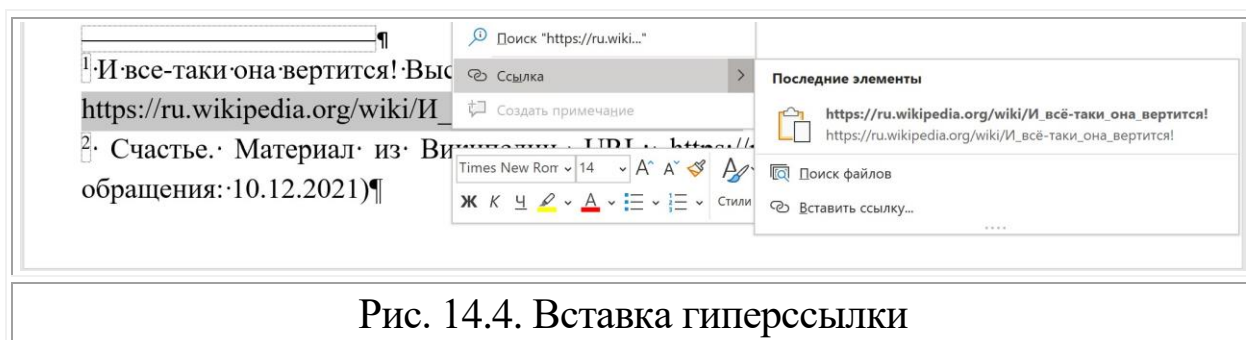 ¶
1·И·все-таки·она·вертится!·Выс
https://ru.wikipedia.org/wiki/И_
2·Счастье.·Материал·из·Википедии.·URL:·https://
обращения:·10.12.2021)¶
Поиск "https://ru.wiki..."
Ссылка
Создать примечание
Times New Rom 14
Ж К Ч А Стили
Последние элементы
https://ru.wikipedia.org/wiki/И_всё-таки_она_вертится!
https://ru.wikipedia.org/wiki/И_всё-таки_она_вертится!
Поиск файлов
Вставить ссылку...
Рис. 14.4. Вставка гиперссылки